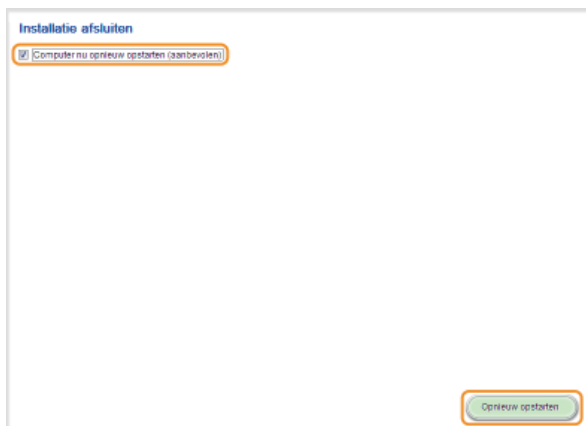 Installatie afsluiten
Computer nu opnieuw opstarten (aanbevolen)
Opnieuw opstarten